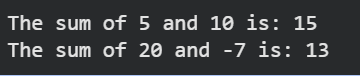 The sum of 5 and 10 is: 15
The sum of 20 and -7 is: 13